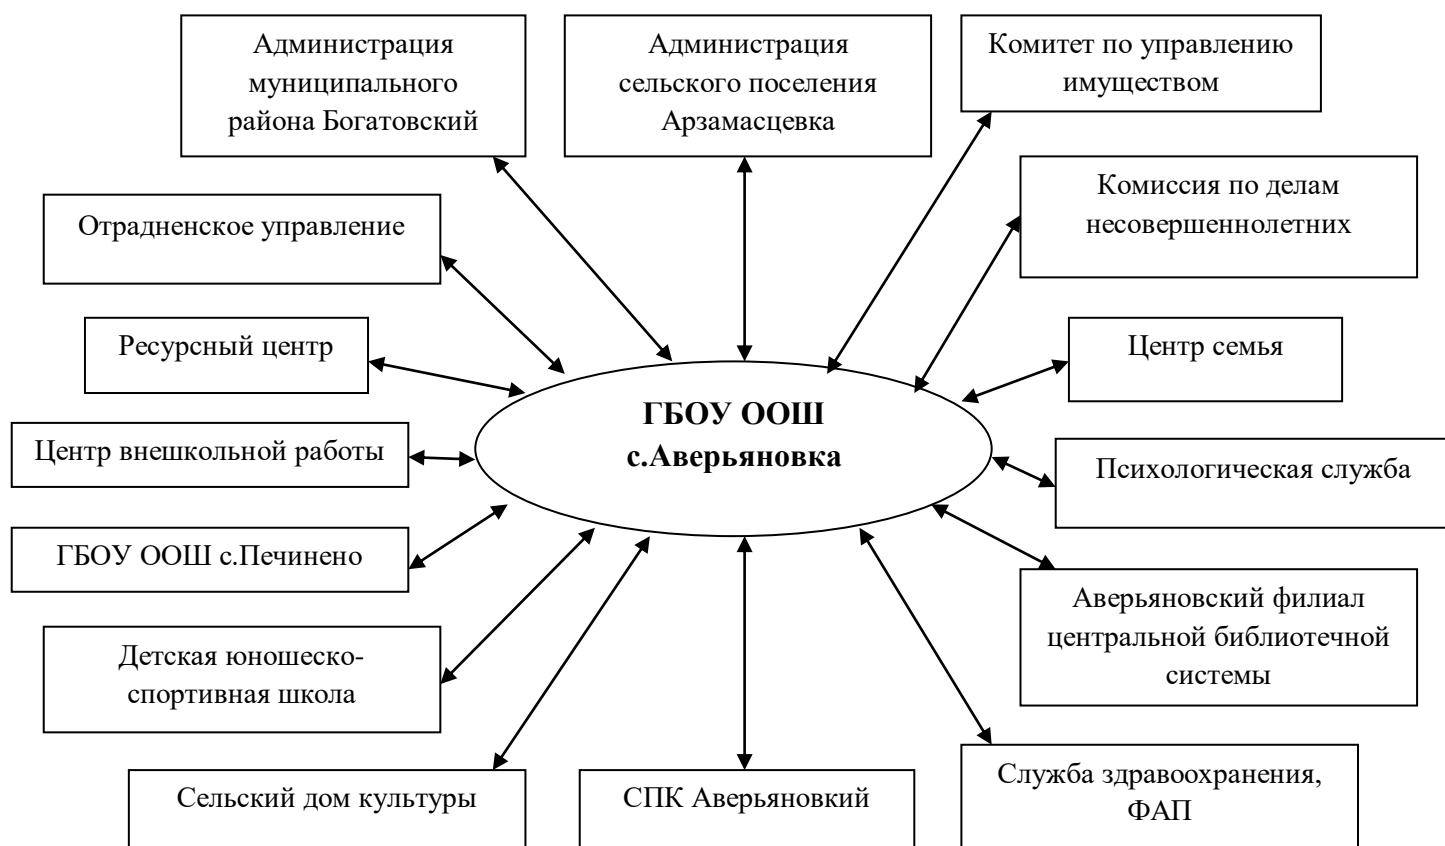 Администрация
муниципального
района Богатовский
Администрация
сельского поселения
Арзамасцевка
Комитет по управлению
имуществом
Комиссия по делам
несовершеннолетних
Отрадненское управление
Ресурсный центр
Центр семья
ГБОУ ООШ
с.Аверьяновка
Центр внешкольной работы
Психологическая служба
ГБОУ ООШ с.Печинено
Аверьяновский филиал
центральной библиотечной
системы
Детская юношеско-
спортивная школа
Сельский дом культуры
СПК Аверьяновкий
Служба здравоохранения,
ФАП